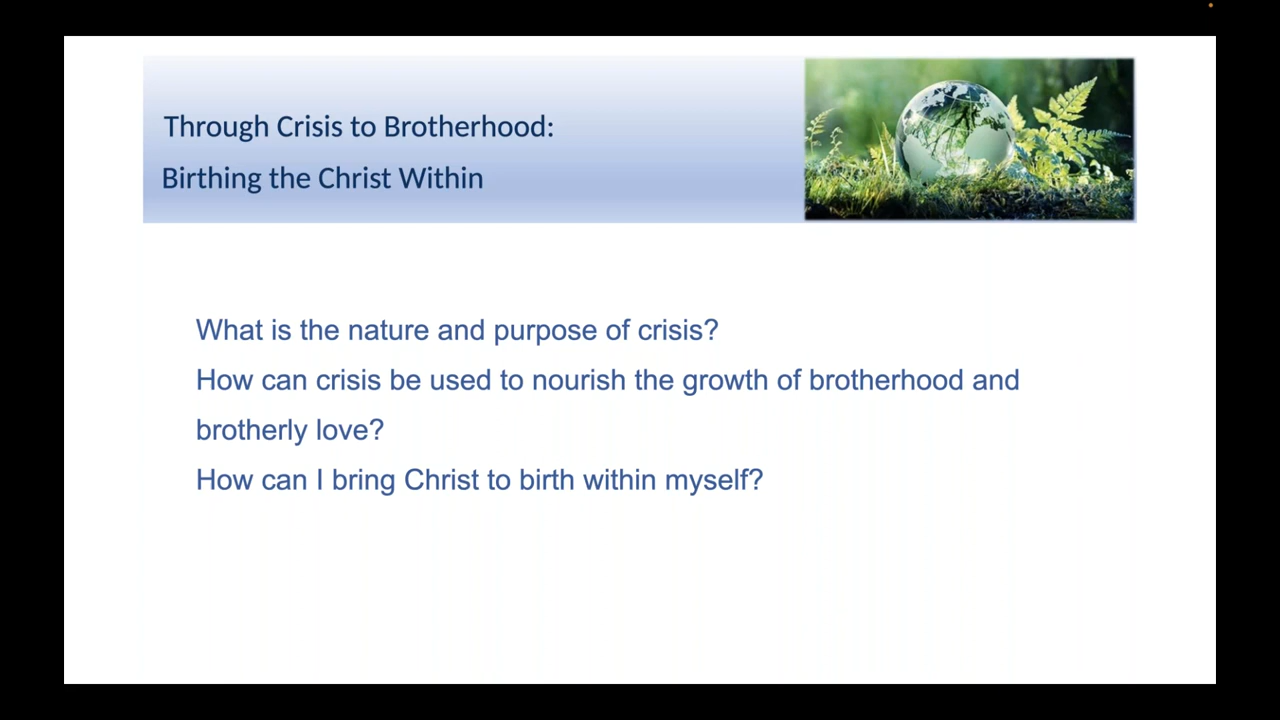 Through Crisis to Brotherhood:
Birthing the Christ Within
What is the nature and purpose of crisis?
How can crisis be used to nourish the growth of brotherhood and
brotherly love?
How can I bring Christ to birth within myself?